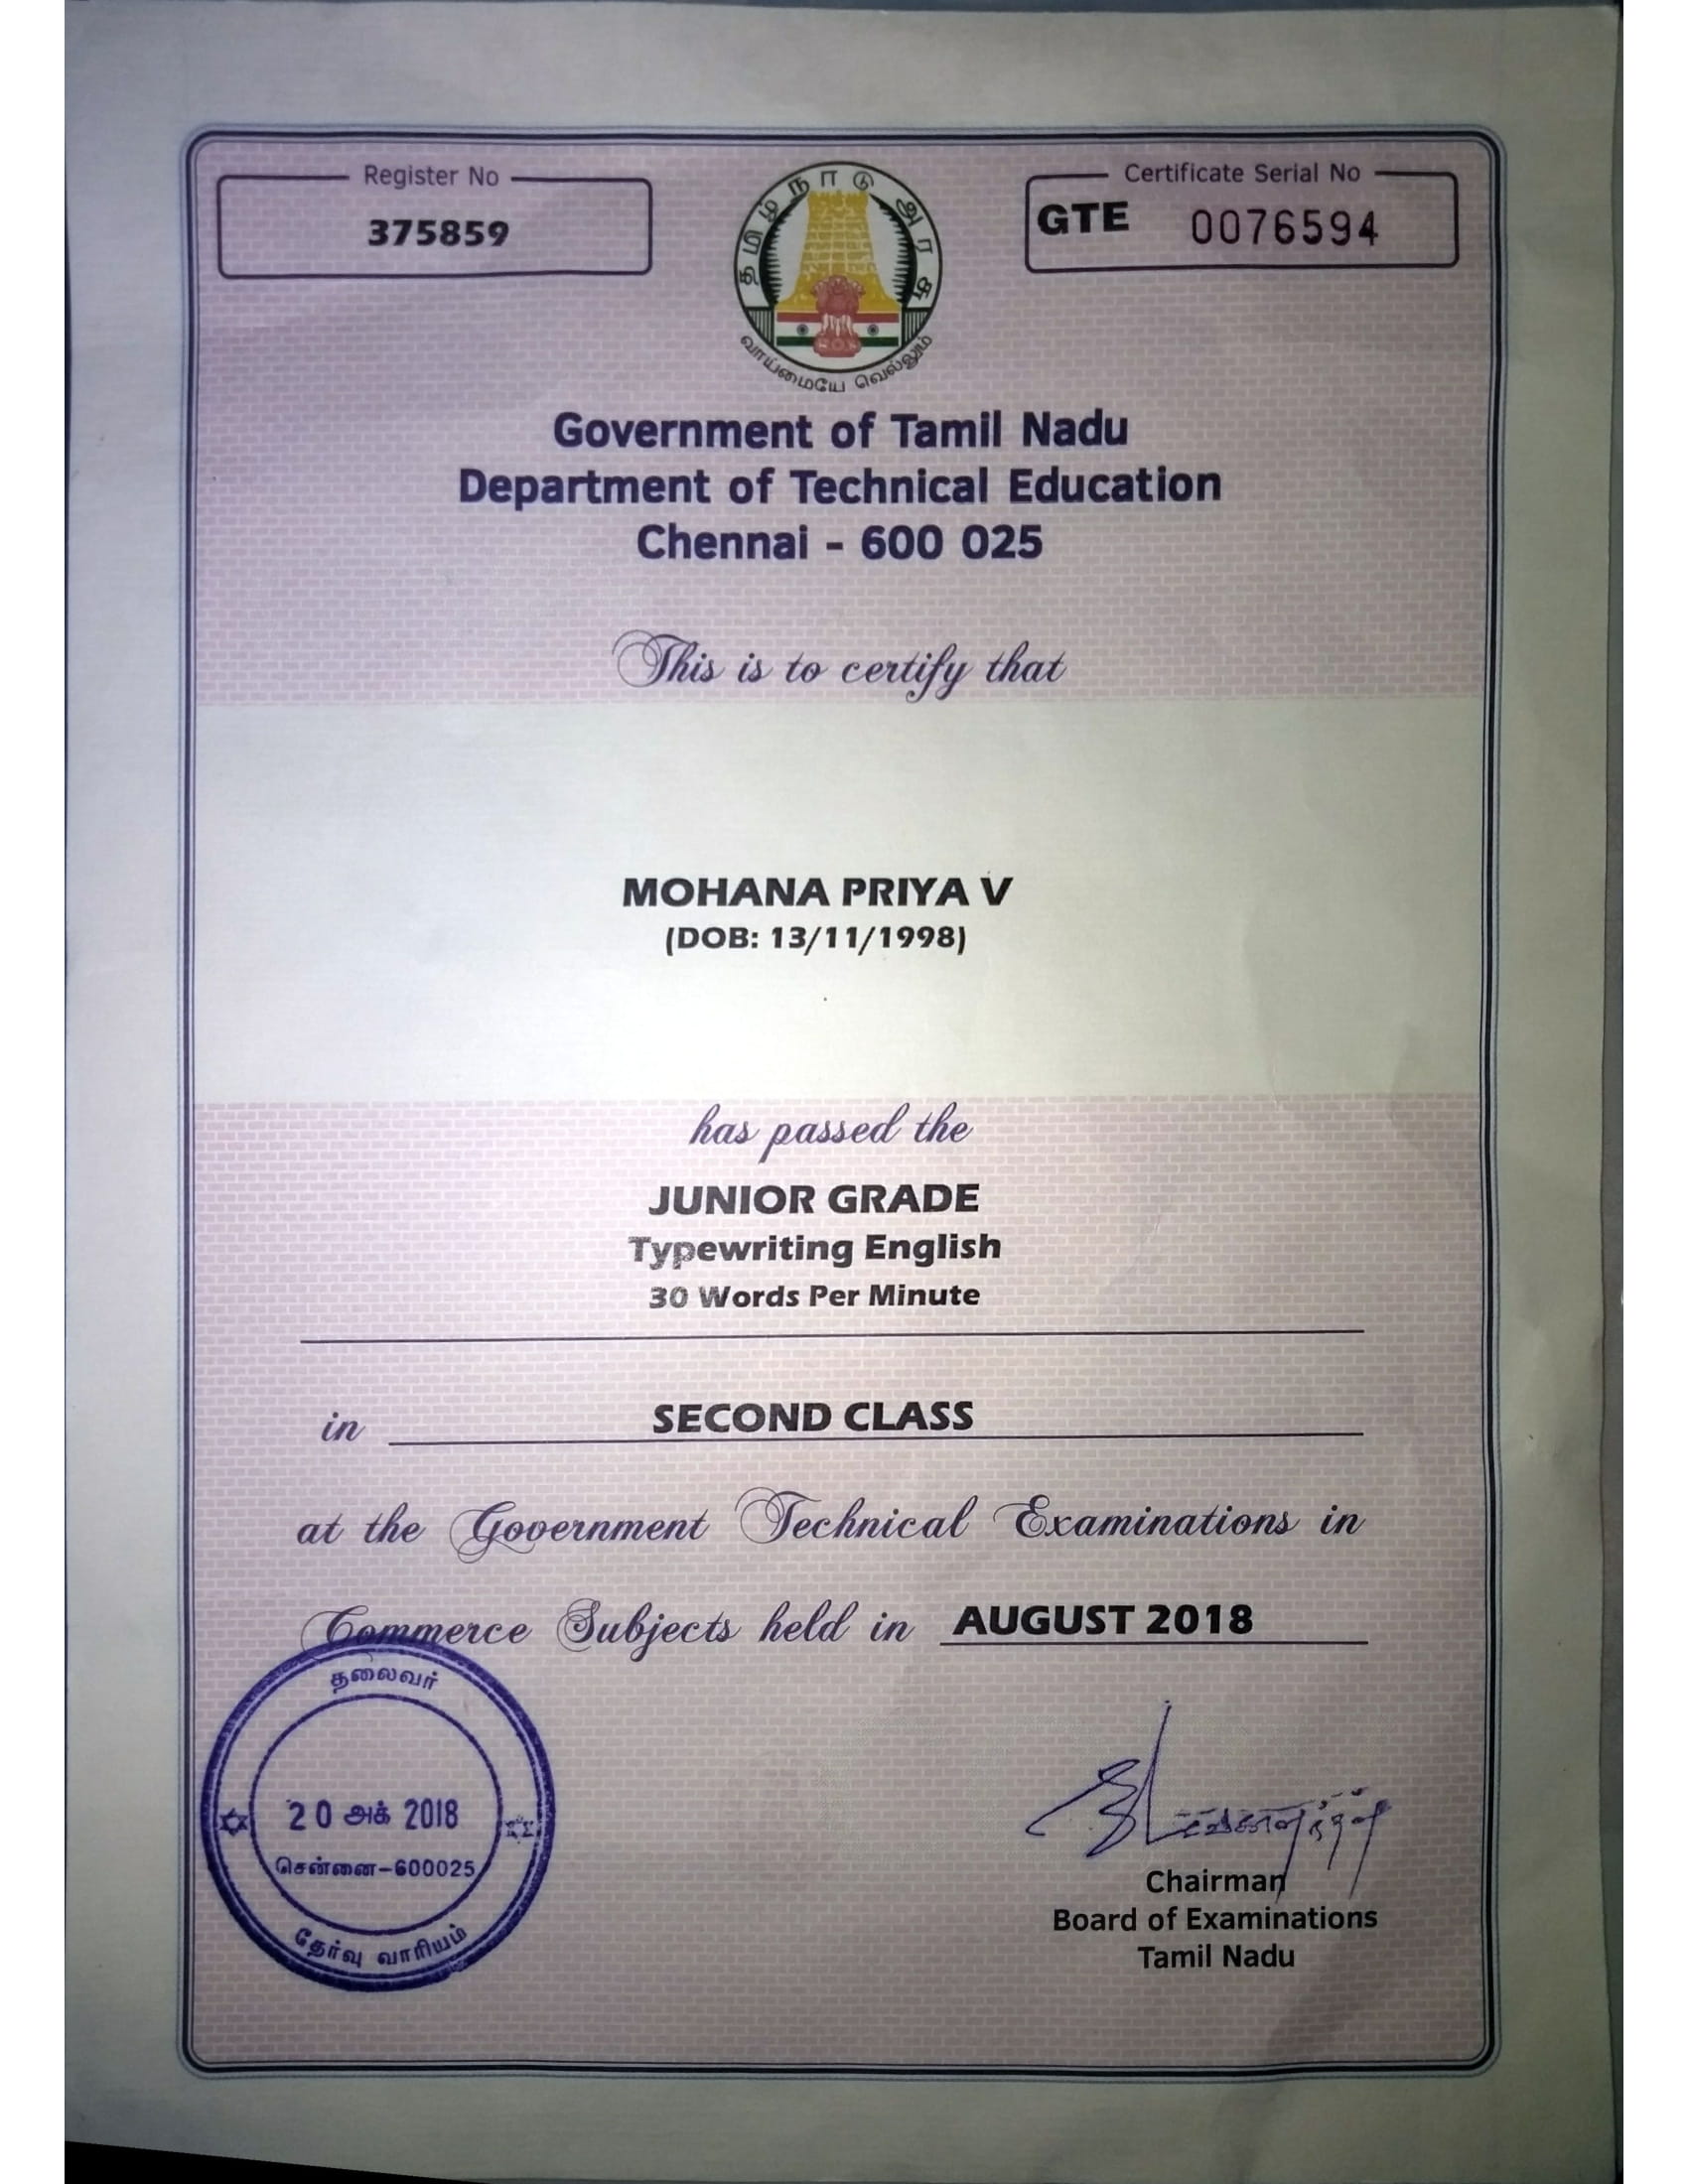 Register No
375859
Certificate Serial No
GTE 0076594
தமிழ்நாடு அரசு
வாய்மையே வெல்லும்
Government of Tamil Nadu
Department of Technical Education
Chennai - 600 025
This is to certify that
MOHANA PRIYA V
(DOB: 13/11/1998)
has passed the
JUNIOR GRADE
Typewriting English
30 Words Per Minute
in SECOND CLASS
at the Government Technical Examinations in
Commerce Subjects held in AUGUST 2018
தலைவர்
20 அக் 2018
சென்னை-600025
தேர்வு வாரியம்
Chairman
Board of Examinations
Tamil Nadu